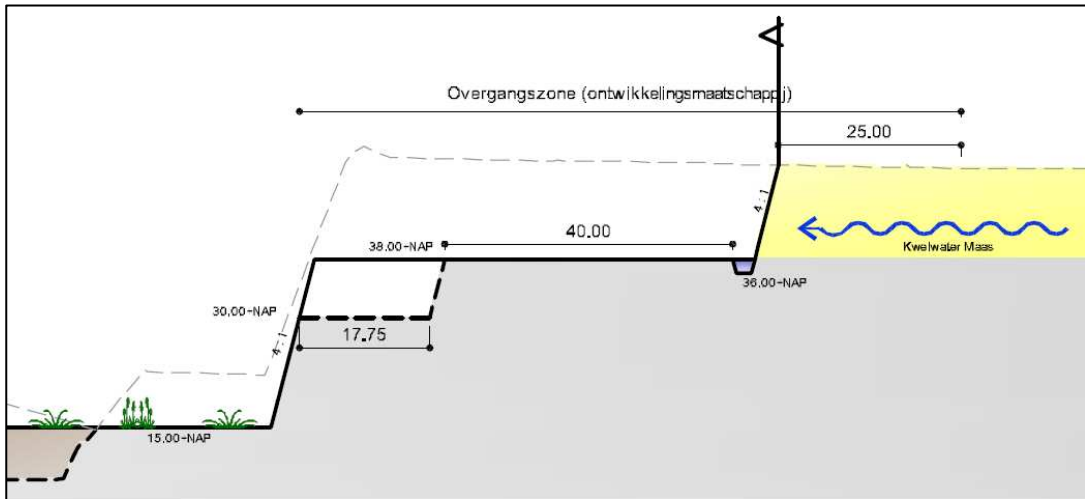 Overgangszone (ontwikkelingsmaatschappij)
25.00
4:1
38.00-NAP
40.00
Kwelwater Maas
36.00-NAP
30.00-NAP
17.75
4:1
15.00-NAP